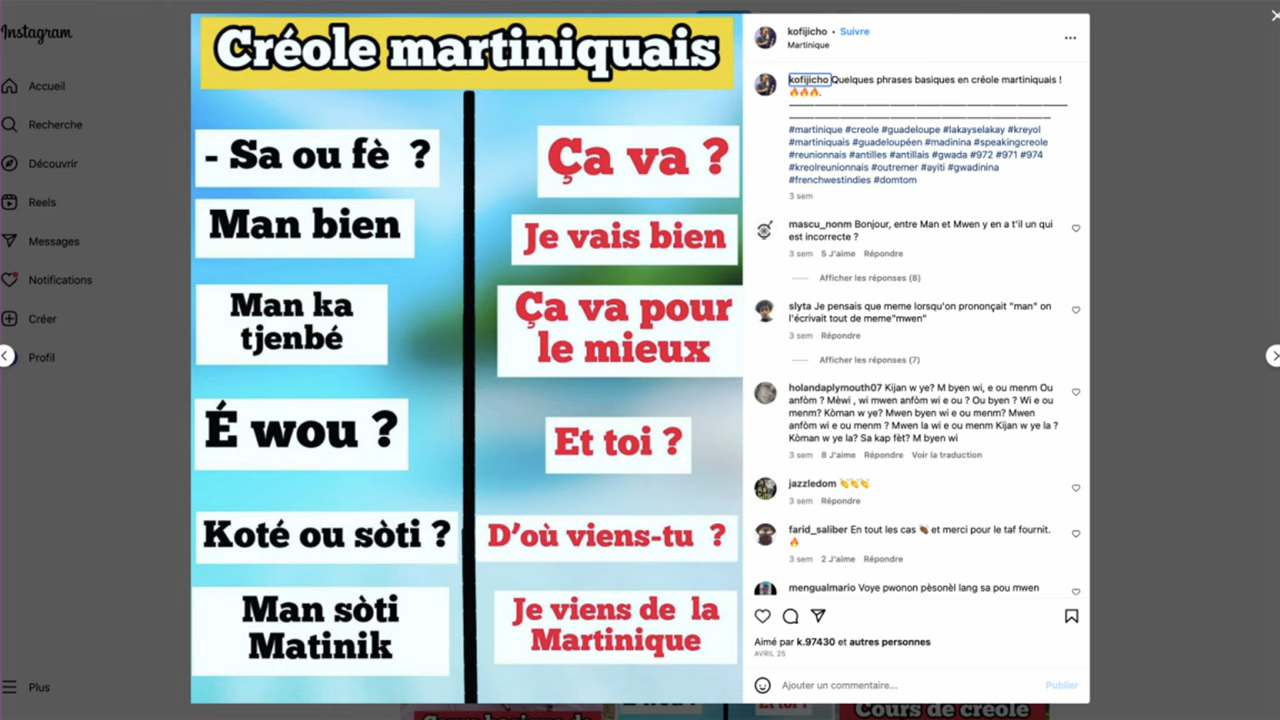 Instagram
Accueil
Recherche
Découvrir
Reels
Messages
Notifications
Créer
Profil
Plus
Créole martiniquais
- Sa ou fè ?
Ça va ?
Man bien
Je vais bien
Man ka
tjenbé
Ça va pour
le mieux
É wou ?
Et toi ?
Koté ou sòti ?
D'où viens-tu ?
Man sòti
Matinik
Je viens de la
Martinique
kofijicho • Suivre
Martinique
kofijicho Quelques phrases basiques en créole martiniquais !
🔥🔥🔥.
#martinique #creole #guadeloupe #lakayselakay #kreyol
#martiniquais #guadeloupéen #madinina #speakingcreole
#reunionnais #antilles #antillais #gwada #972 #971 #974
#kreolreunionnais #outremer #ayiti #gwadinina
#frenchwestindies #domtom
3 sem
mascu_nonm Bonjour, entre Man et Mwen y en a t'il un qui
est incorrecte ?
3 sem 5 J'aime Répondre
Afficher les réponses (8)
slyta Je pensais que meme lorsqu'on prononçait "man" on
l'écrivait tout de meme"mwen"
3 sem Répondre
Afficher les réponses (7)
holandaplymouth07 Kijan w ye? M byen wi, e ou menm Ou
anfòm ? Mèwi , wi mwen anfòm wi e ou ? Ou byen ? Wi e ou
menm? Kòman w ye? Mwen byen wi e ou menm? Mwen
anfòm wi e ou menm ? Mwen la wi e ou menm Kijan w ye la ?
Kòman w ye la? Sa kap fèt? M byen wi
3 sem 8 J'aime Répondre Voir la traduction
jazzledom 👏👏👏
3 sem Répondre
farid_saliber En tout les cas et merci pour le taf fournit.
🔥
3 sem 2 J'aime Répondre
mengualmario Voye pwonon pèsonèl lang sa pou mwen
Aimé par k.97430 et autres personnes
AVRIL 25
Ajouter un commentaire...
Publier
Cours de créole